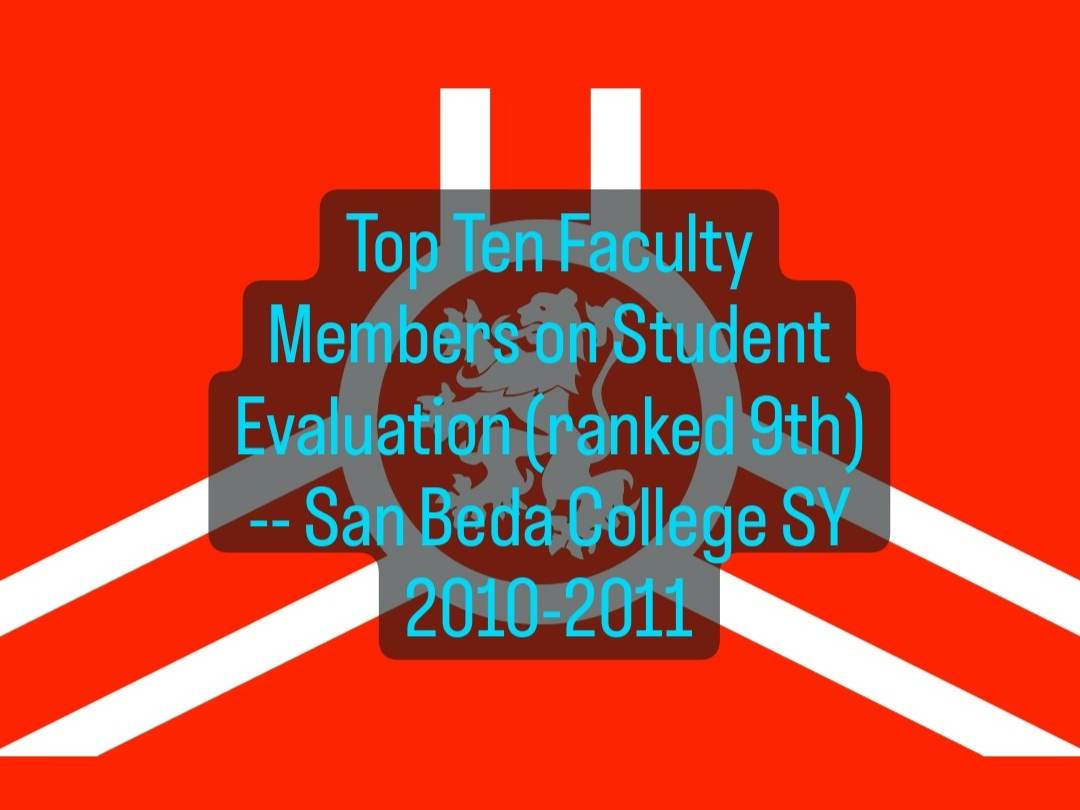 Top Ten Faculty
Members on Student
Evaluation (ranked 9th)
-- San Beda College SY
2010-2011